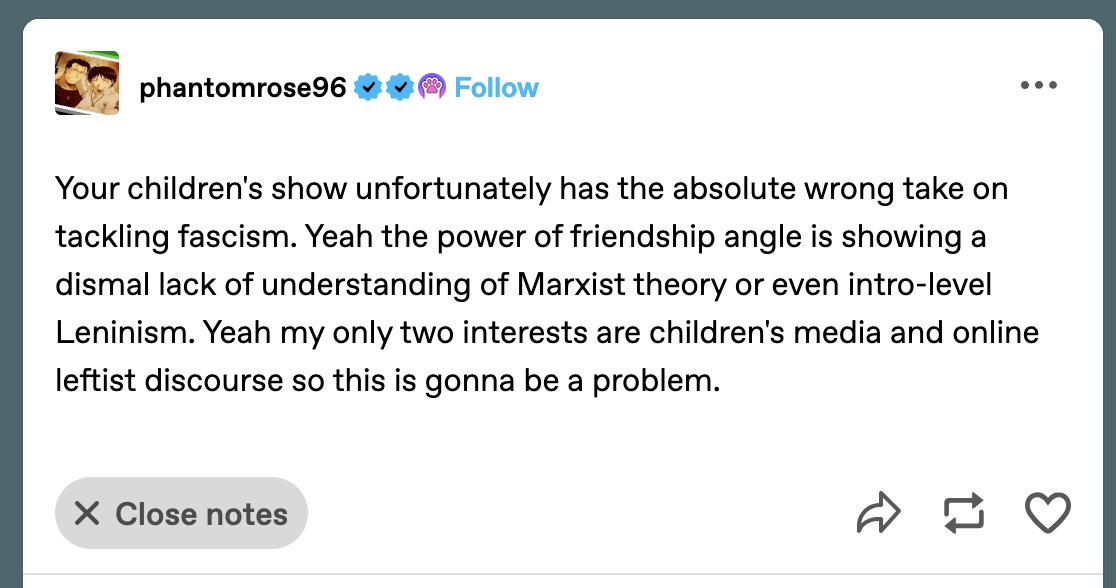 phantomrose96 Follow
Your children's show unfortunately has the absolute wrong take on
tackling fascism. Yeah the power of friendship angle is showing a
dismal lack of understanding of Marxist theory or even intro-level
Leninism. Yeah my only two interests are children's media and online
leftist discourse so this is gonna be a problem.
Close notes